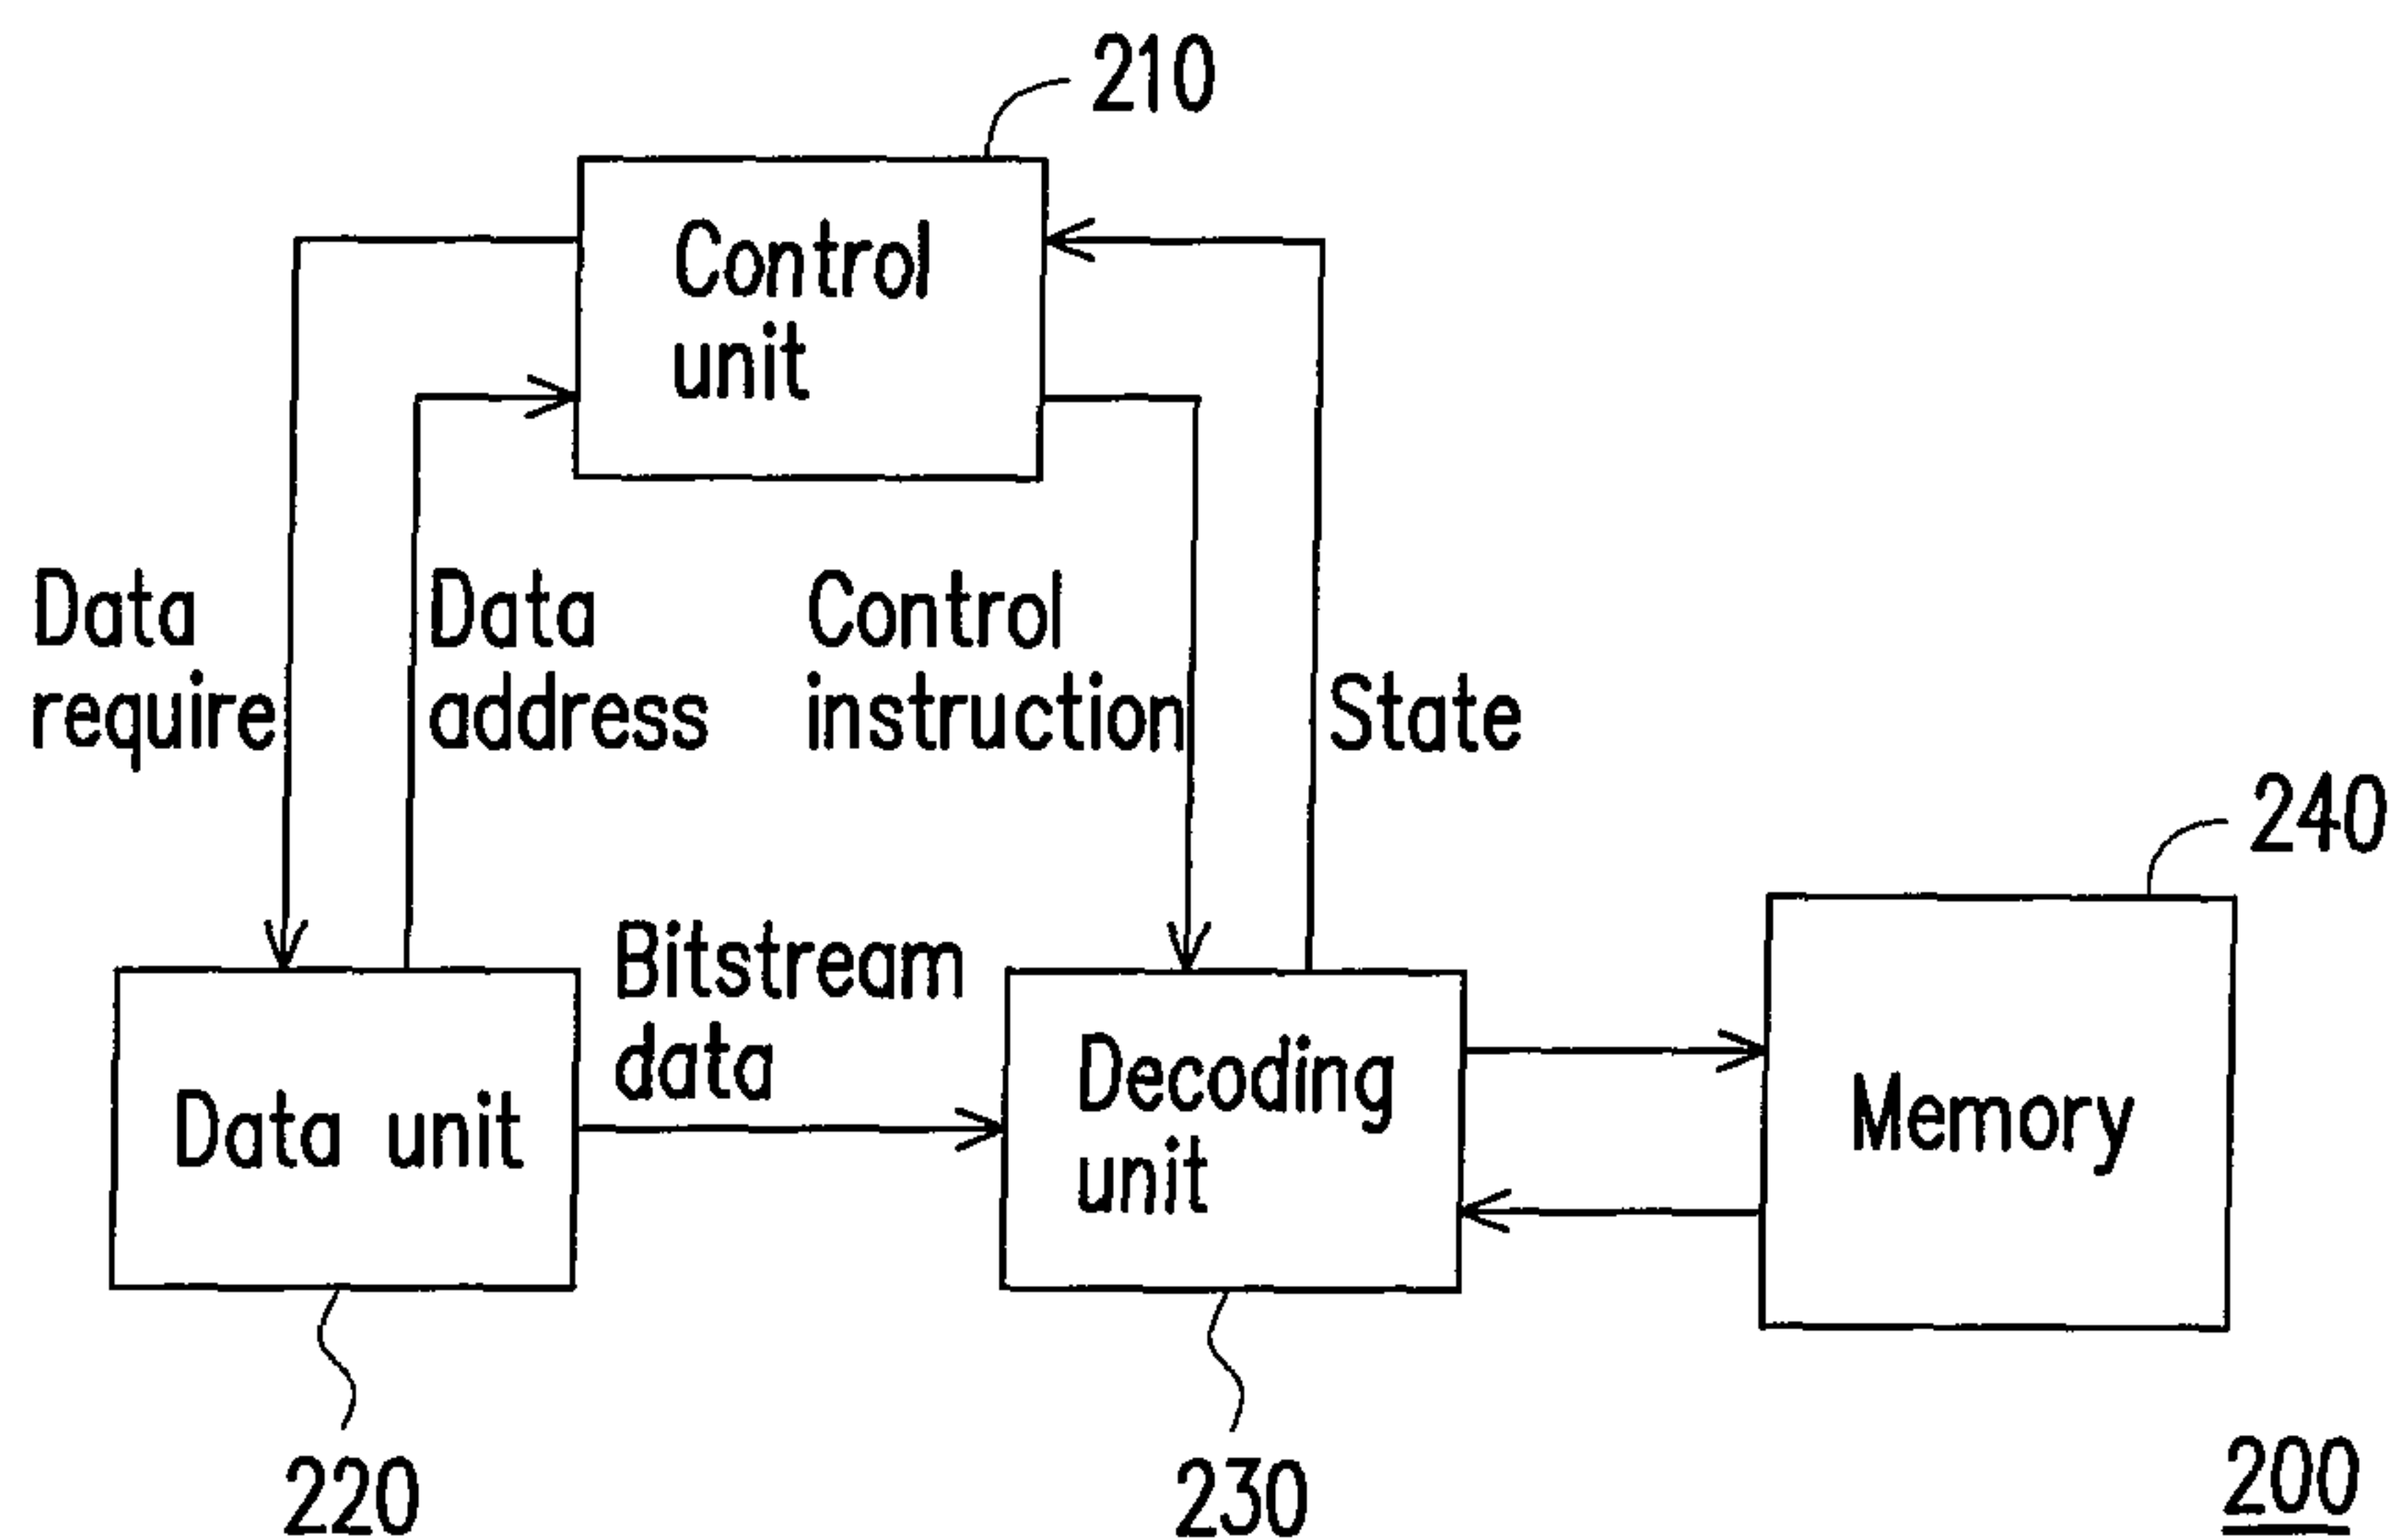 210
Control
unit
Data
require
Data
address
Control
instruction
State
240
Bitstream
data
Data unit
Decoding
unit
Memory
220
230
200